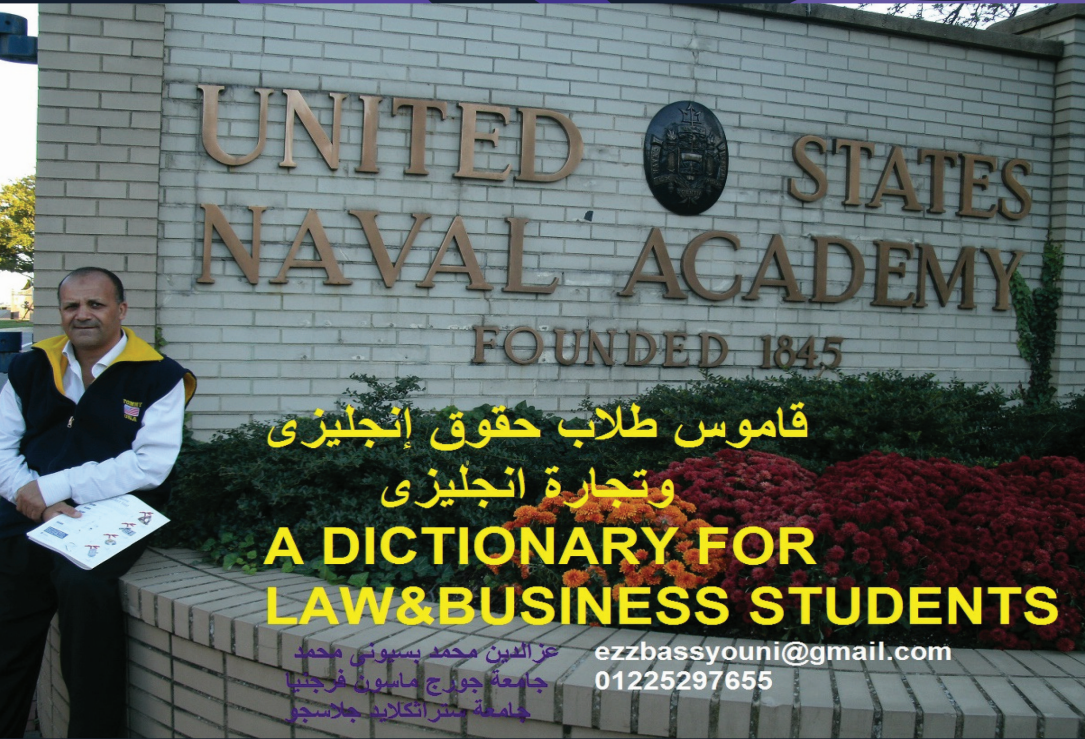 UNITED STATES
NAVAL ACADEMY
FOUNDED 1845
قاموس طلاب حقوق إنجليزى
وتجارة انجليزى
A DICTIONARY FOR
LAW&BUSINESS STUDENTS
عزالدين محمد بسيونى محمد
جامعة جورج ماسون فرجنيا
جامعة ستراثكلايد جلاسجو
ezzbassyouni@gmail.com
01225297655